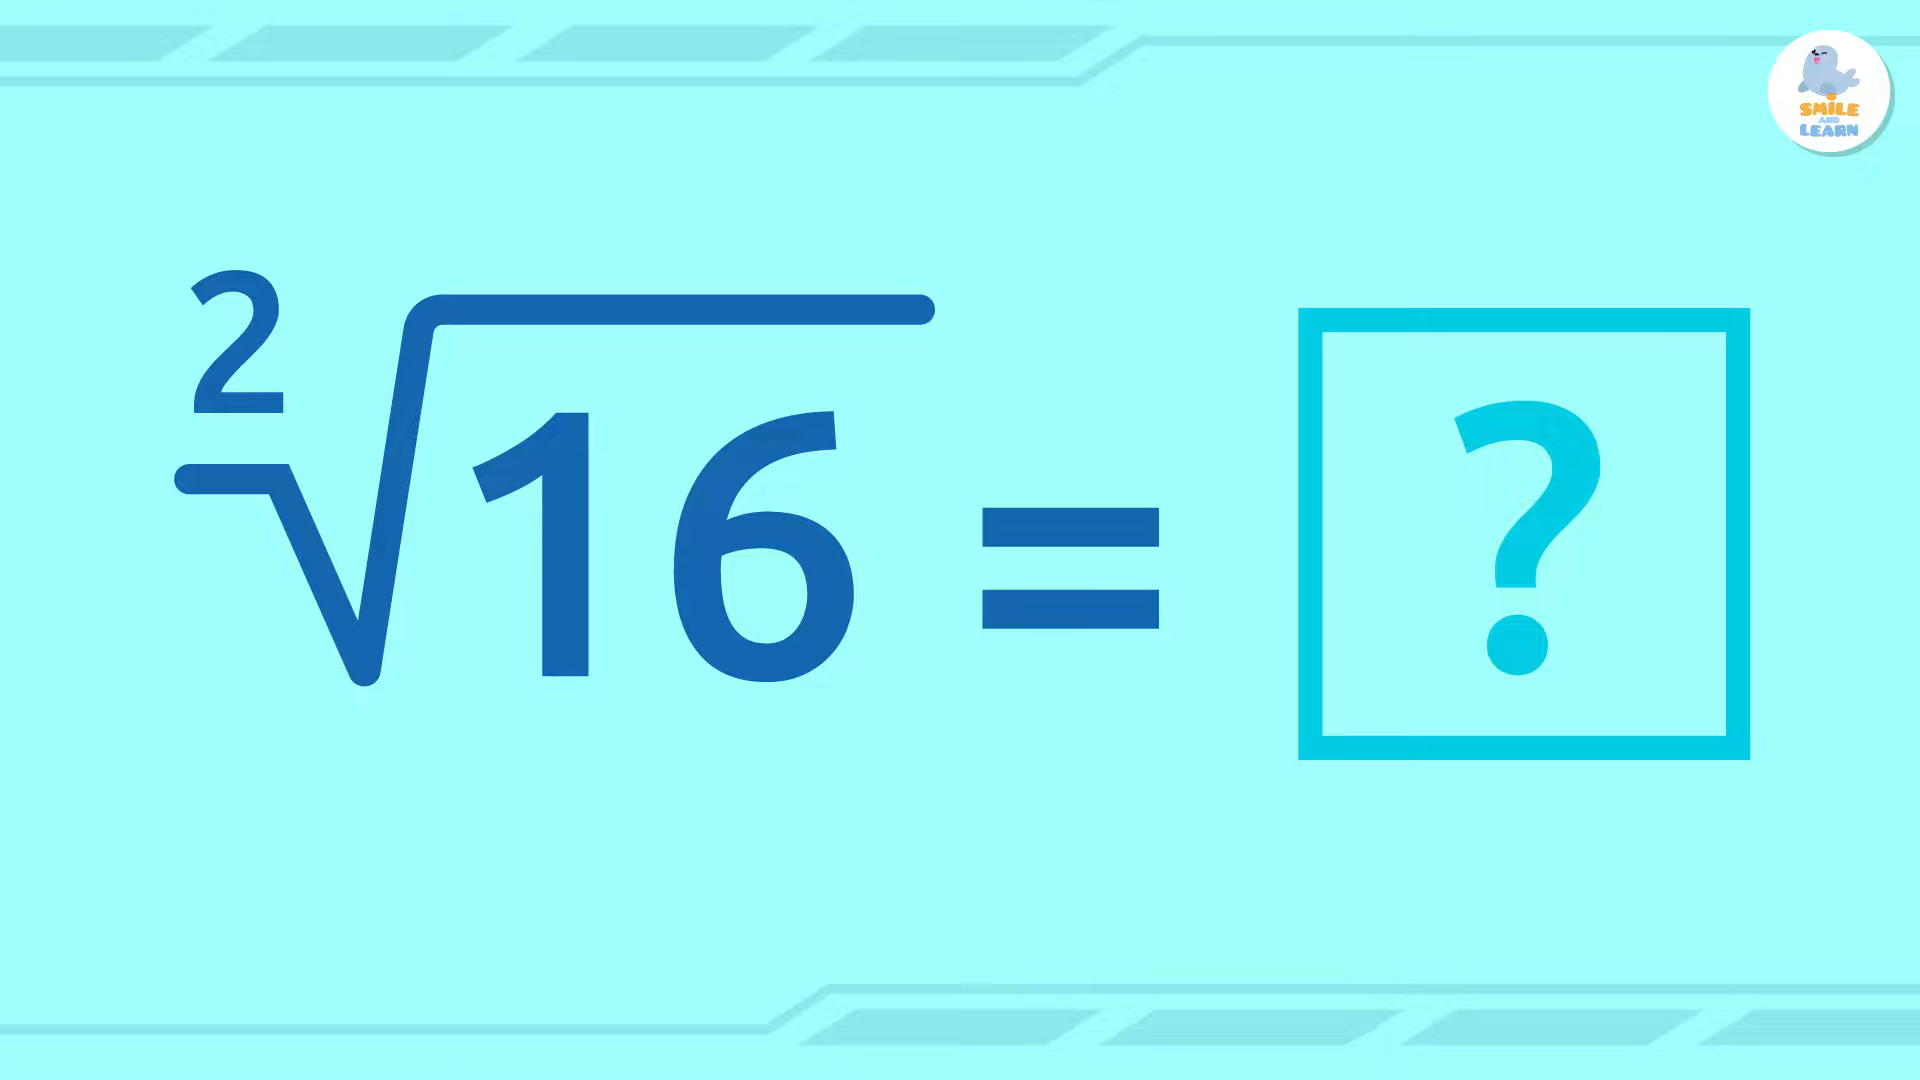 SMILE
AND
LEARN
²√16 = ?